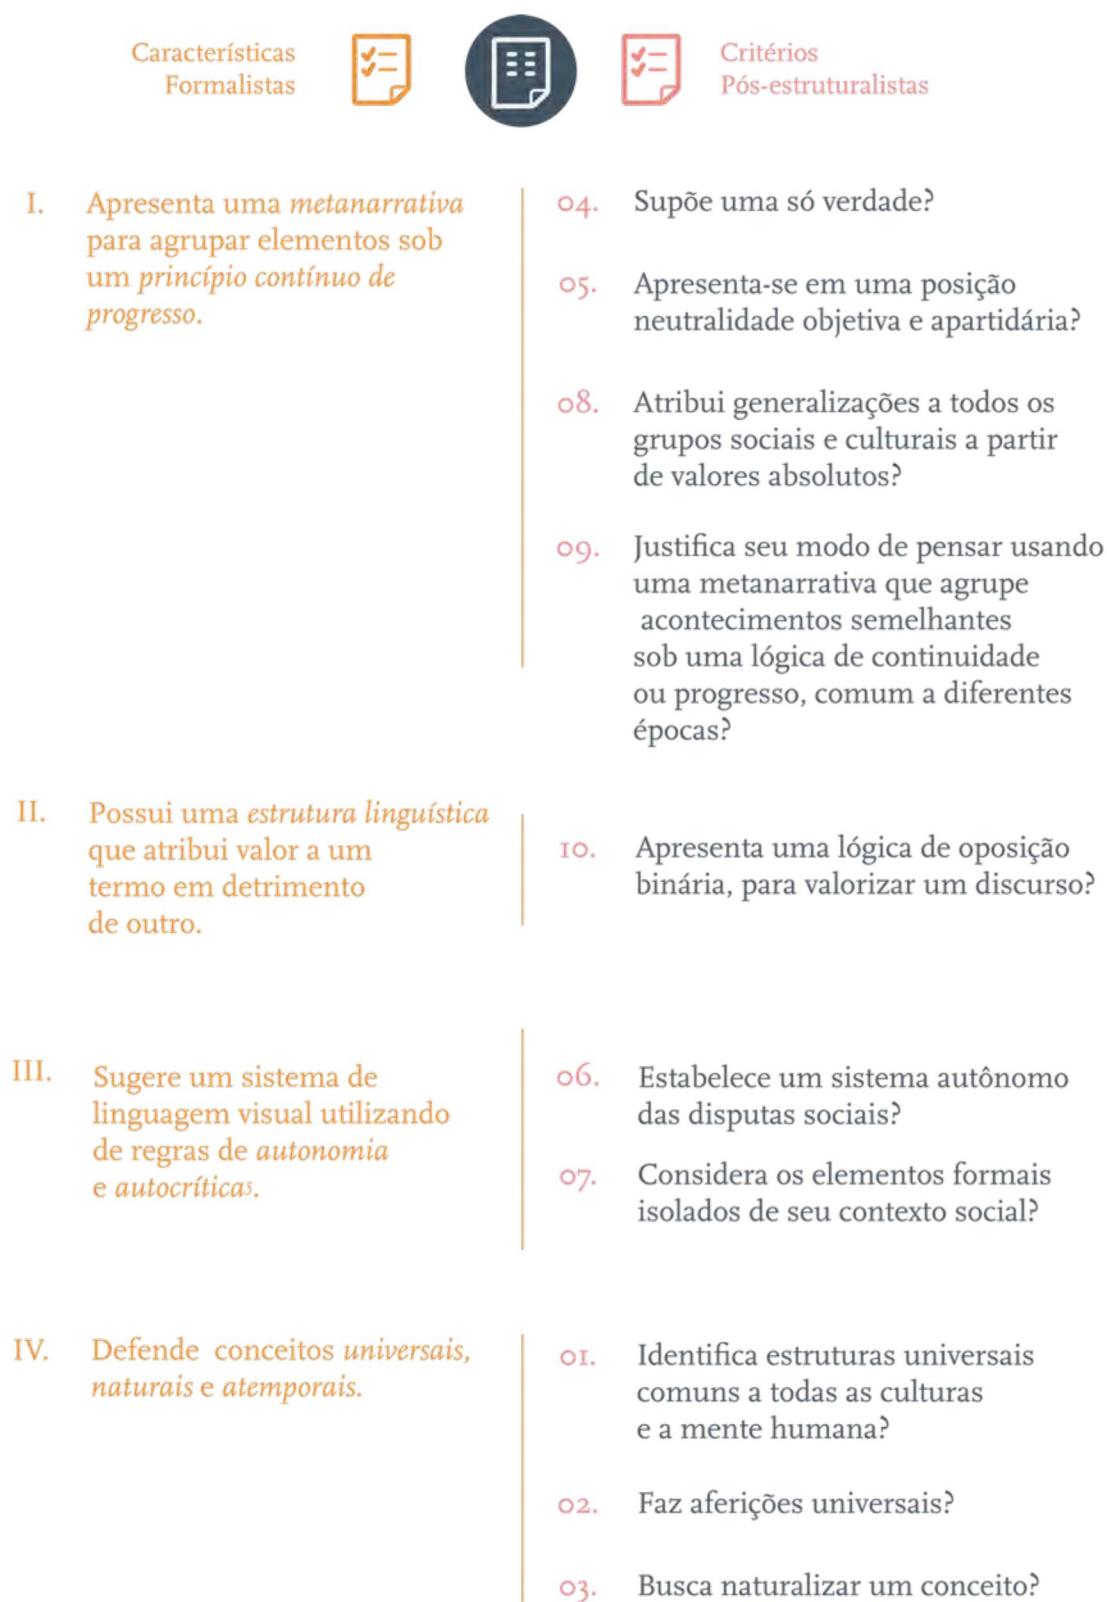 Características
Formalistas
Critérios
Pós-estruturalistas
I. Apresenta uma metanarrativa
para agrupar elementos sob
um princípio contínuo de
progresso.
04. Supõe uma só verdade?
05. Apresenta-se em uma posição
neutralidade objetiva e apartidária?
08. Atribui generalizações a todos os
grupos sociais e culturais a partir
de valores absolutos?
09. Justifica seu modo de pensar usando
uma metanarrativa que agrupe
acontecimentos semelhantes
sob uma lógica de continuidade
ou progresso, comum a diferentes
épocas?
II. Possui uma estrutura linguística
que atribui valor a um
termo em detrimento
de outro.
10. Apresenta uma lógica de oposição
binária, para valorizar um discurso?
III. Sugere um sistema de
linguagem visual utilizando
de regras de autonomia
e autocrítica5.
06. Estabelece um sistema autônomo
das disputas sociais?
07. Considera os elementos formais
isolados de seu contexto social?
IV. Defende conceitos universais,
naturais e atemporais.
01. Identifica estruturas universais
comuns a todas as culturas
e a mente humana?
02. Faz aferições universais?
03. Busca naturalizar um conceito?